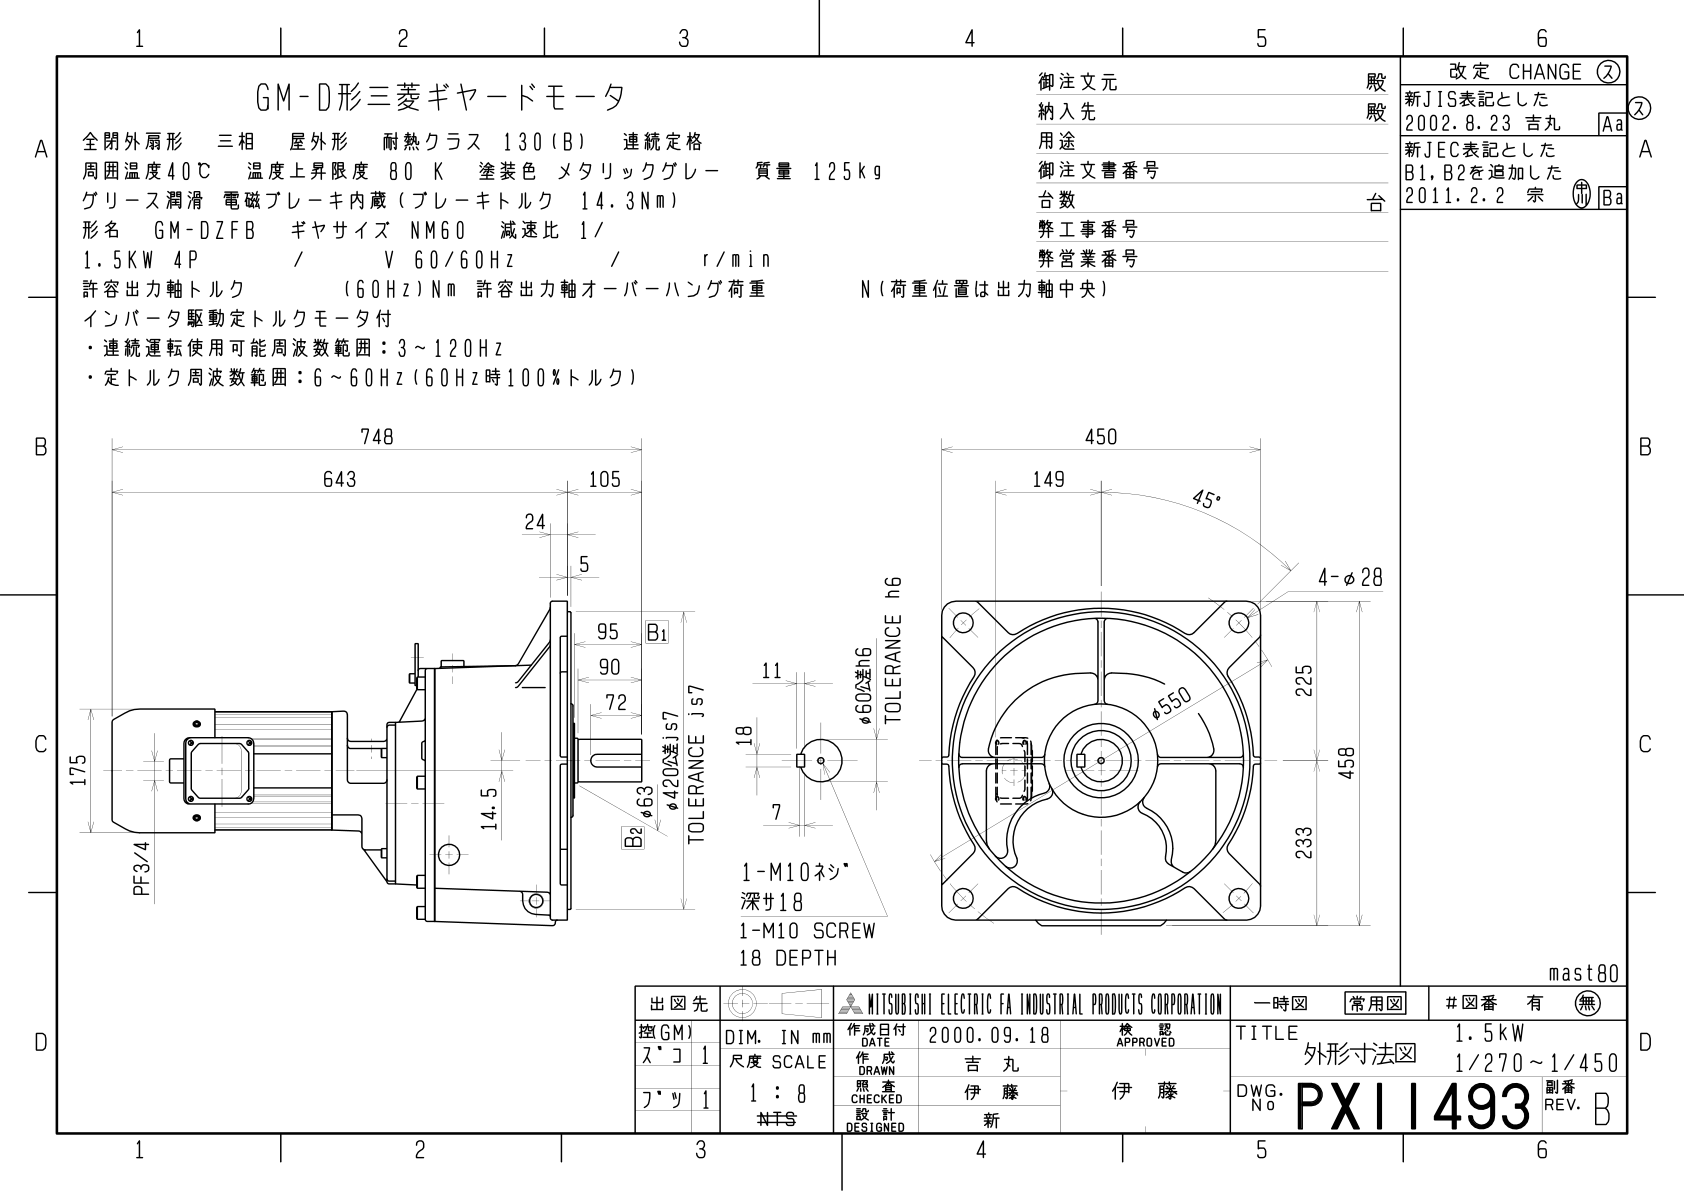 1 2 3 4 5 6
GM-D形三菱ギヤードモータ
全閉外扇形 三相 屋外形 耐熱クラス 130(B) 連続定格
周囲温度40℃ 温度上昇限度 80 K 塗装色 メタリックグレー 質量 125kg
グリース潤滑 電磁ブレーキ内蔵(ブレーキトルク 14.3Nm)
形名 GM-DZFB ギヤサイズ NM60 減速比 1/
1.5KW 4P / V 60/60Hz / r/min
許容出力軸トルク (60Hz)Nm 許容出力軸オーバーハング荷重 N(荷重位置は出力軸中央)
インバータ駆動定トルクモータ付
・連続運転使用可能周波数範囲：3～120Hz
・定トルク周波数範囲：6～60Hz(60Hz時100%トルク)
御注文元 殿
納入先 殿
用途
御注文書番号
台数 台
弊工事番号
弊営業番号
改定 CHANGE ス
新JIS表記とした
2002.8.23 吉丸 Aa
ス
新JEC表記とした
B1,B2を追加した
2011.2.2 宗 Ba
A
B
C
D
A
B
C
D
748
643 105
24
5
95 B1
90
72
175
PF3/4
14.5
φ63
B2
φ420公差js7
TOLERANCE js7
11
18
7
φ60公差h6
TOLERANCE h6
1-M10ネジ
深サ18
1-M10 SCREW
18 DEPTH
450
149
45°
4-φ28
φ550
225
458
233
mast80
出図先
控(GM)
ズコ 1
ブツ 1
DIM. IN mm
尺度 SCALE
1 : 8
NTS
MITSUBISHI ELECTRIC FA INDUSTRIAL PRODUCTS CORPORATION
作成日付 DATE 2000.09.18
作成 DRAWN 吉丸
照査 CHECKED 伊藤
設計 DESIGNED 新
検認 APPROVED
伊藤
一時図 常用図 #図番 有 無
TITLE 1.5kW
外形寸法図 1/270～1/450
DWG. No PX11493 副番 REV. B
1 2 3 4 5 6